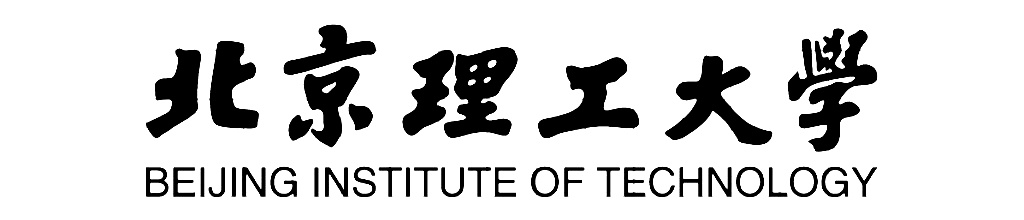 北京理工大學
BEIJING INSTITUTE OF TECHNOLOGY